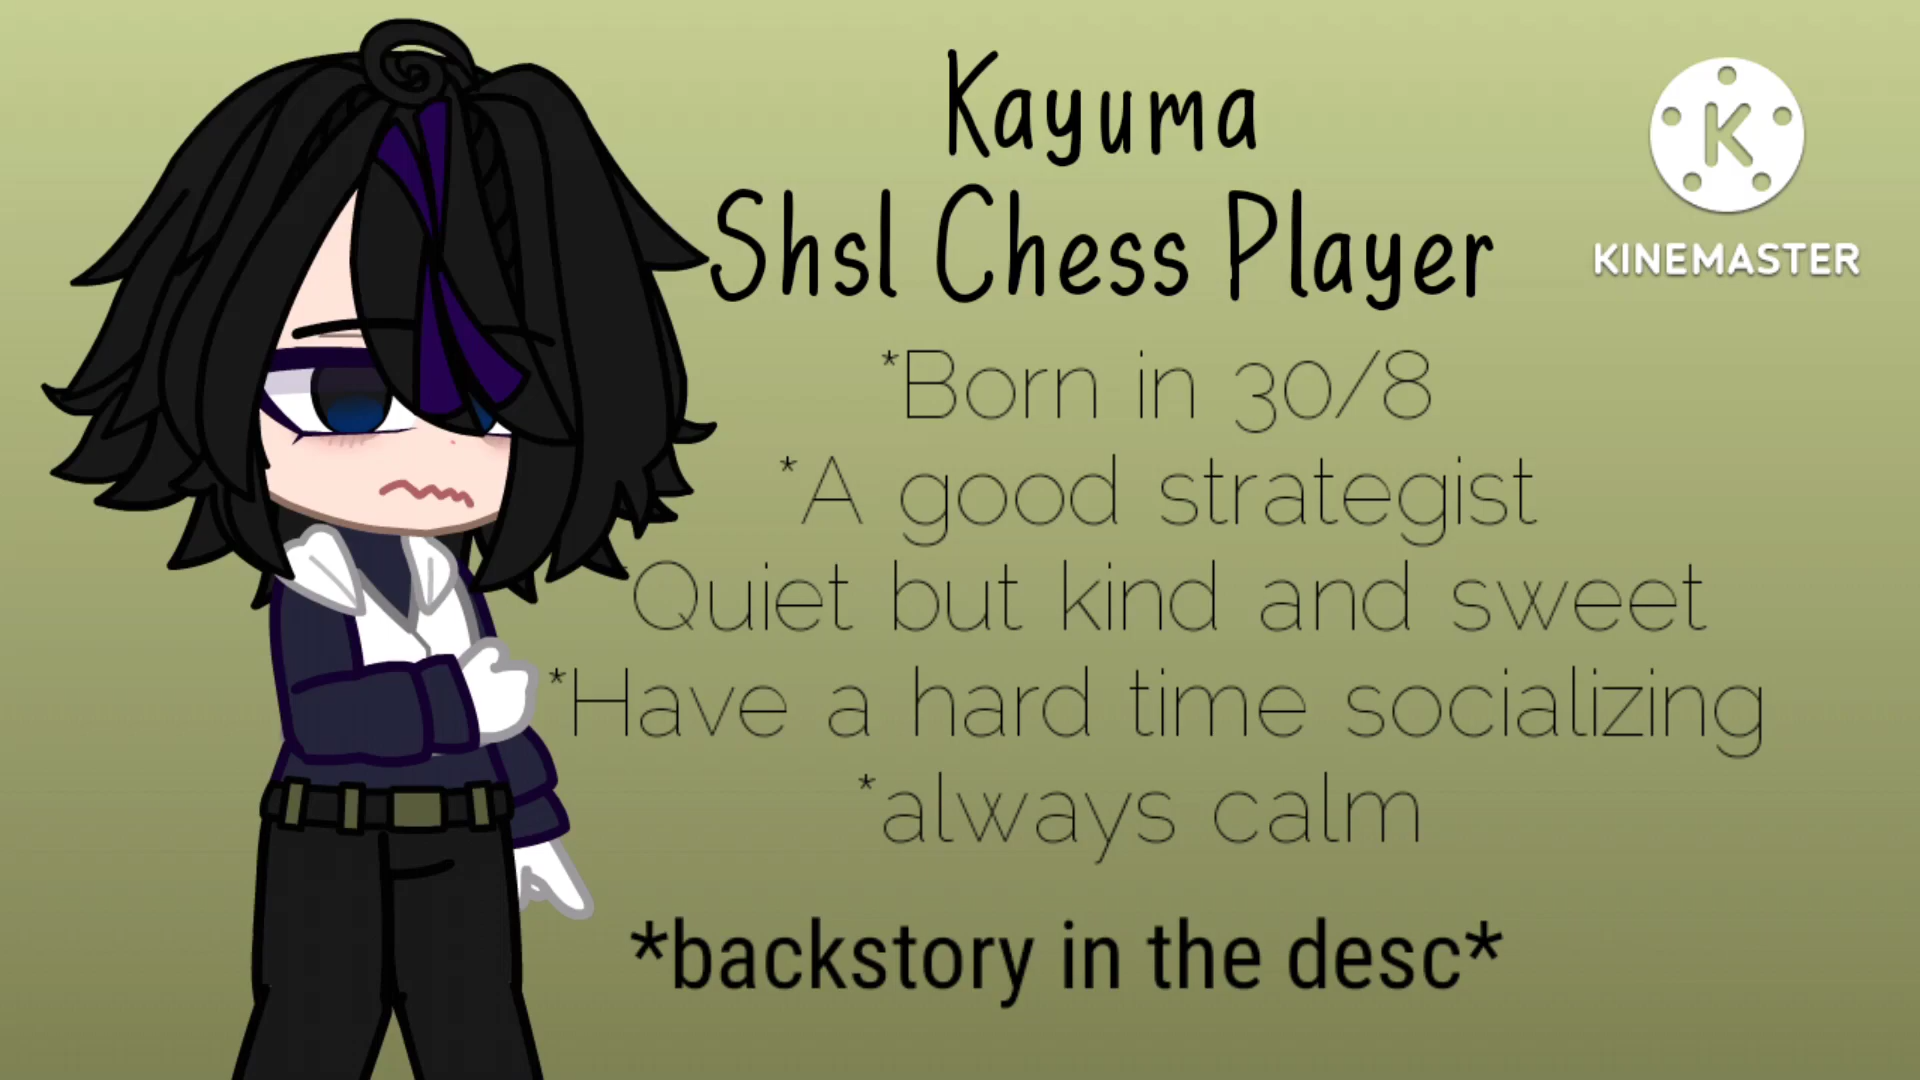 Kayuma
Shsl Chess Player
K
KINEMASTER
*Born in 30/8
*A good strategist
*Quiet but kind and sweet
*Have a hard time socializing
*always calm
*backstory in the desc*